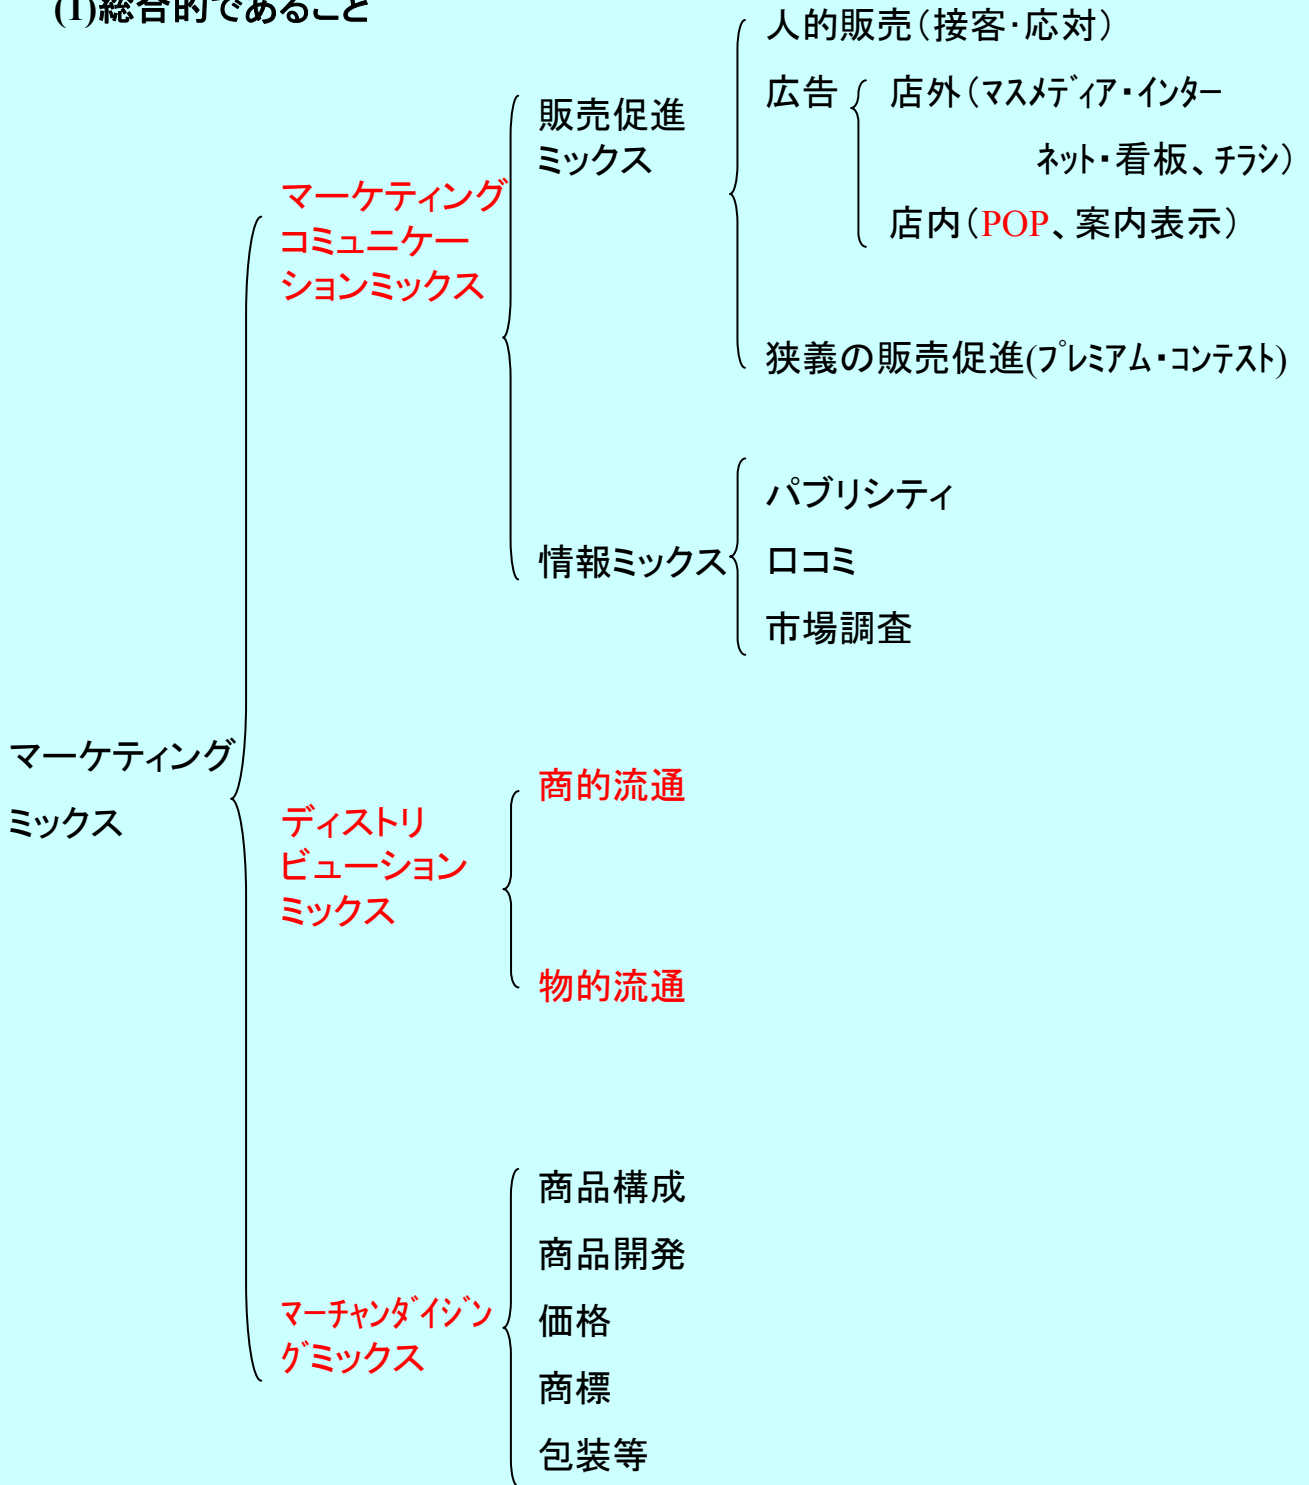 (1)総合的であること
マーケティング
ミックス
マーケティング
コミュニケー
ションミックス
販売促進
ミックス
人的販売(接客・応対)
広告
店外(マスメディア・インター
ネット・看板、チラシ)
店内(POP、案内表示)
狭義の販売促進(プレミアム・コンテスト)
情報ミックス
パブリシティ
口コミ
市場調査
ディストリ
ビューション
ミックス
商的流通
物的流通
マーチャンダイジン
グミックス
商品構成
商品開発
価格
商標
包装等